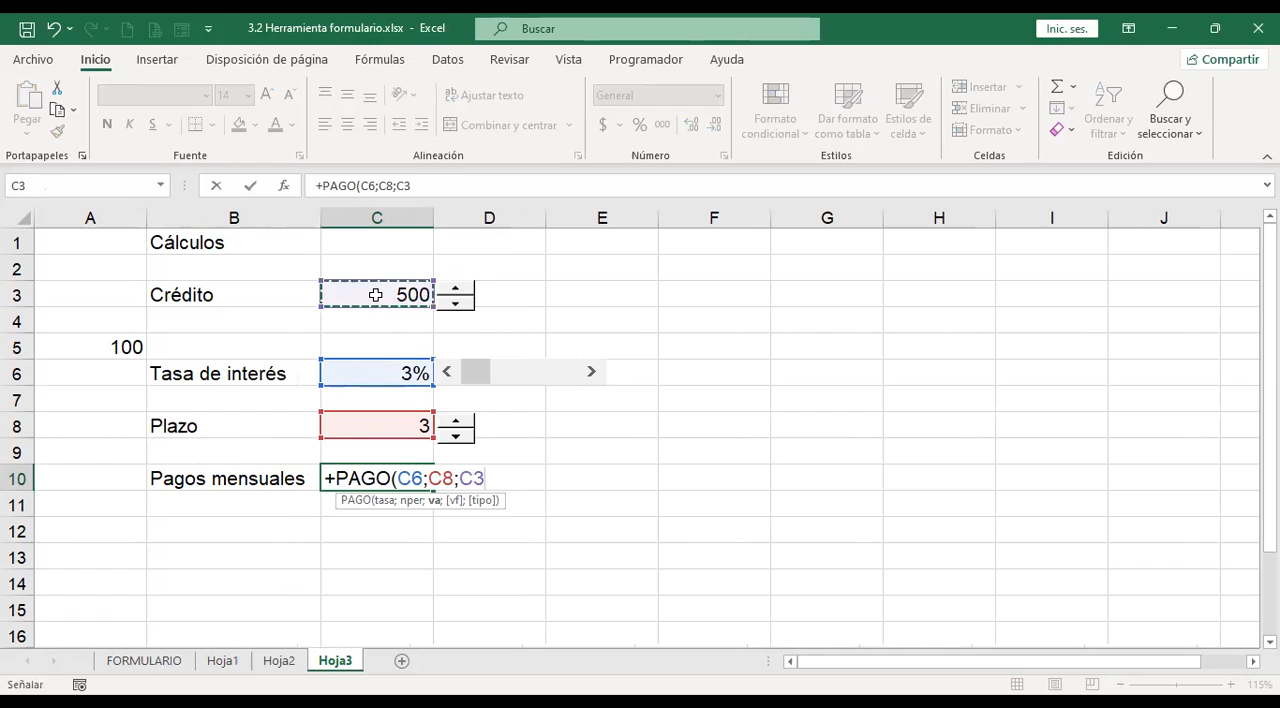 3.2 Herramienta formulario.xlsx - Excel
Buscar
Inic. ses.
Archivo Inicio Insertar Disposición de página Fórmulas Datos Revisar Vista Programador Ayuda
Compartir
Pegar
14
A A
N K S
A
Ajustar texto
Combinar y centrar
General
$ % 000
Formato condicional
Dar formato como tabla
Estilos de celda
Insertar
Eliminar
Formato
Ordenar y filtrar
Buscar y seleccionar
Portapapeles Fuente Alineación Número Estilos Celdas Edición
C3
fx
+PAGO(C6;C8;C3
A B C D E F G H I J
1 Cálculos
2
3 Crédito 500
4
5 100
6 Tasa de interés 3%
7
8 Plazo 3
9
10 Pagos mensuales +PAGO(C6;C8;C3
PAGO(tasa; nper; va; [vf]; [tipo])
11
12
13
14
15
16
FORMULARIO Hoja1 Hoja2 Hoja3
Señalar
115%